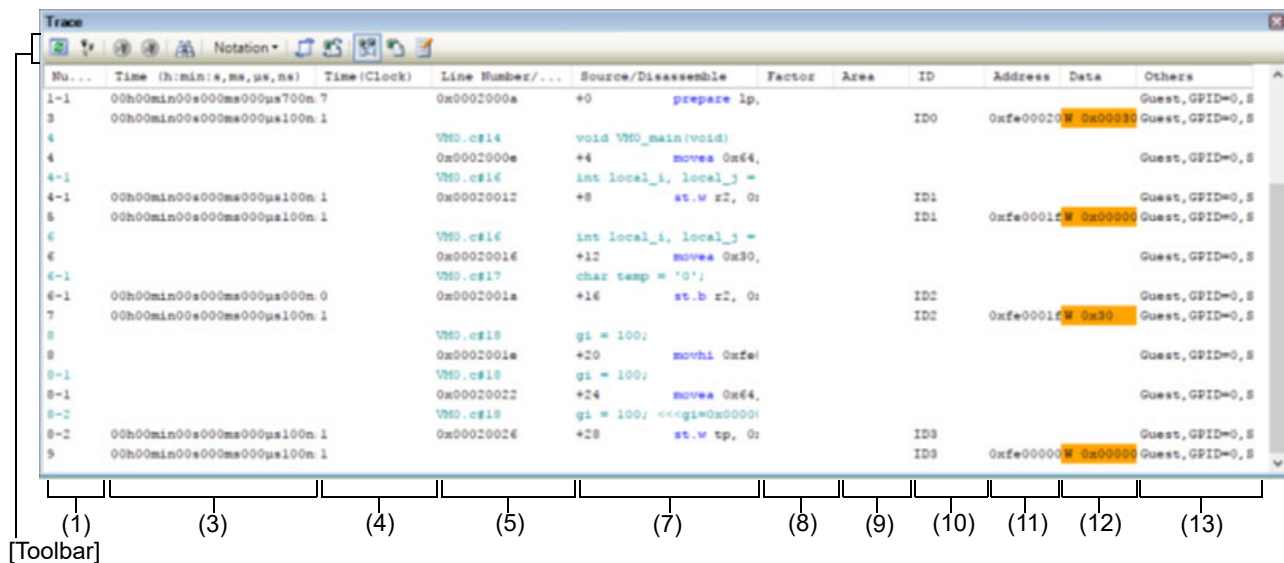 Trace
Notation
Nu... Time (h:min:s,ms,µs,ns) Time(Clock) Line Number/... Source/Disassemble Factor Area ID Address Data Others
1-1 00h00min00s000ms000µs700n 7 0x0002000a +0 prepare lp, Guest,GPID=0,S
3 00h00min00s000ms000µs100n 1 ID0 0xfe00020 W 0x00030 Guest,GPID=0,S
4 VM0.c#14 void VM0_main(void)
4 0x0002000e +4 movea 0x64, Guest,GPID=0,S
4-1 VM0.c#16 int local_i, local_j =
4-1 00h00min00s000ms000µs100n 1 0x00020012 +8 st.w r2, 0 ID1 Guest,GPID=0,S
5 00h00min00s000ms000µs100n 1 ID1 0xfe0001f W 0x00000 Guest,GPID=0,S
6 VM0.c#16 int local_i, local_j =
6 0x00020016 +12 movea 0x30, Guest,GPID=0,S
6-1 VM0.c#17 char temp = '0';
6-1 00h00min00s000ms000µs000n 0 0x0002001a +16 st.b r2, 0 ID2 Guest,GPID=0,S
7 00h00min00s000ms000µs100n 1 ID2 0xfe0001f W 0x30 Guest,GPID=0,S
8 VM0.c#18 gi = 100;
8 0x0002001e +20 movhi 0xfe Guest,GPID=0,S
8-1 VM0.c#18 gi = 100;
8-1 0x00020022 +24 movea 0x64, Guest,GPID=0,S
8-2 VM0.c#18 gi = 100; <<<gi=0x0000
8-2 00h00min00s000ms000µs100n 1 0x00020026 +28 st.w tp, 0 ID3 Guest,GPID=0,S
9 00h00min00s000ms000µs100n 1 ID3 0xfe00000 W 0x00000 Guest,GPID=0,S
(1) (3) (4) (5) (7) (8) (9) (10) (11) (12) (13)
[Toolbar]